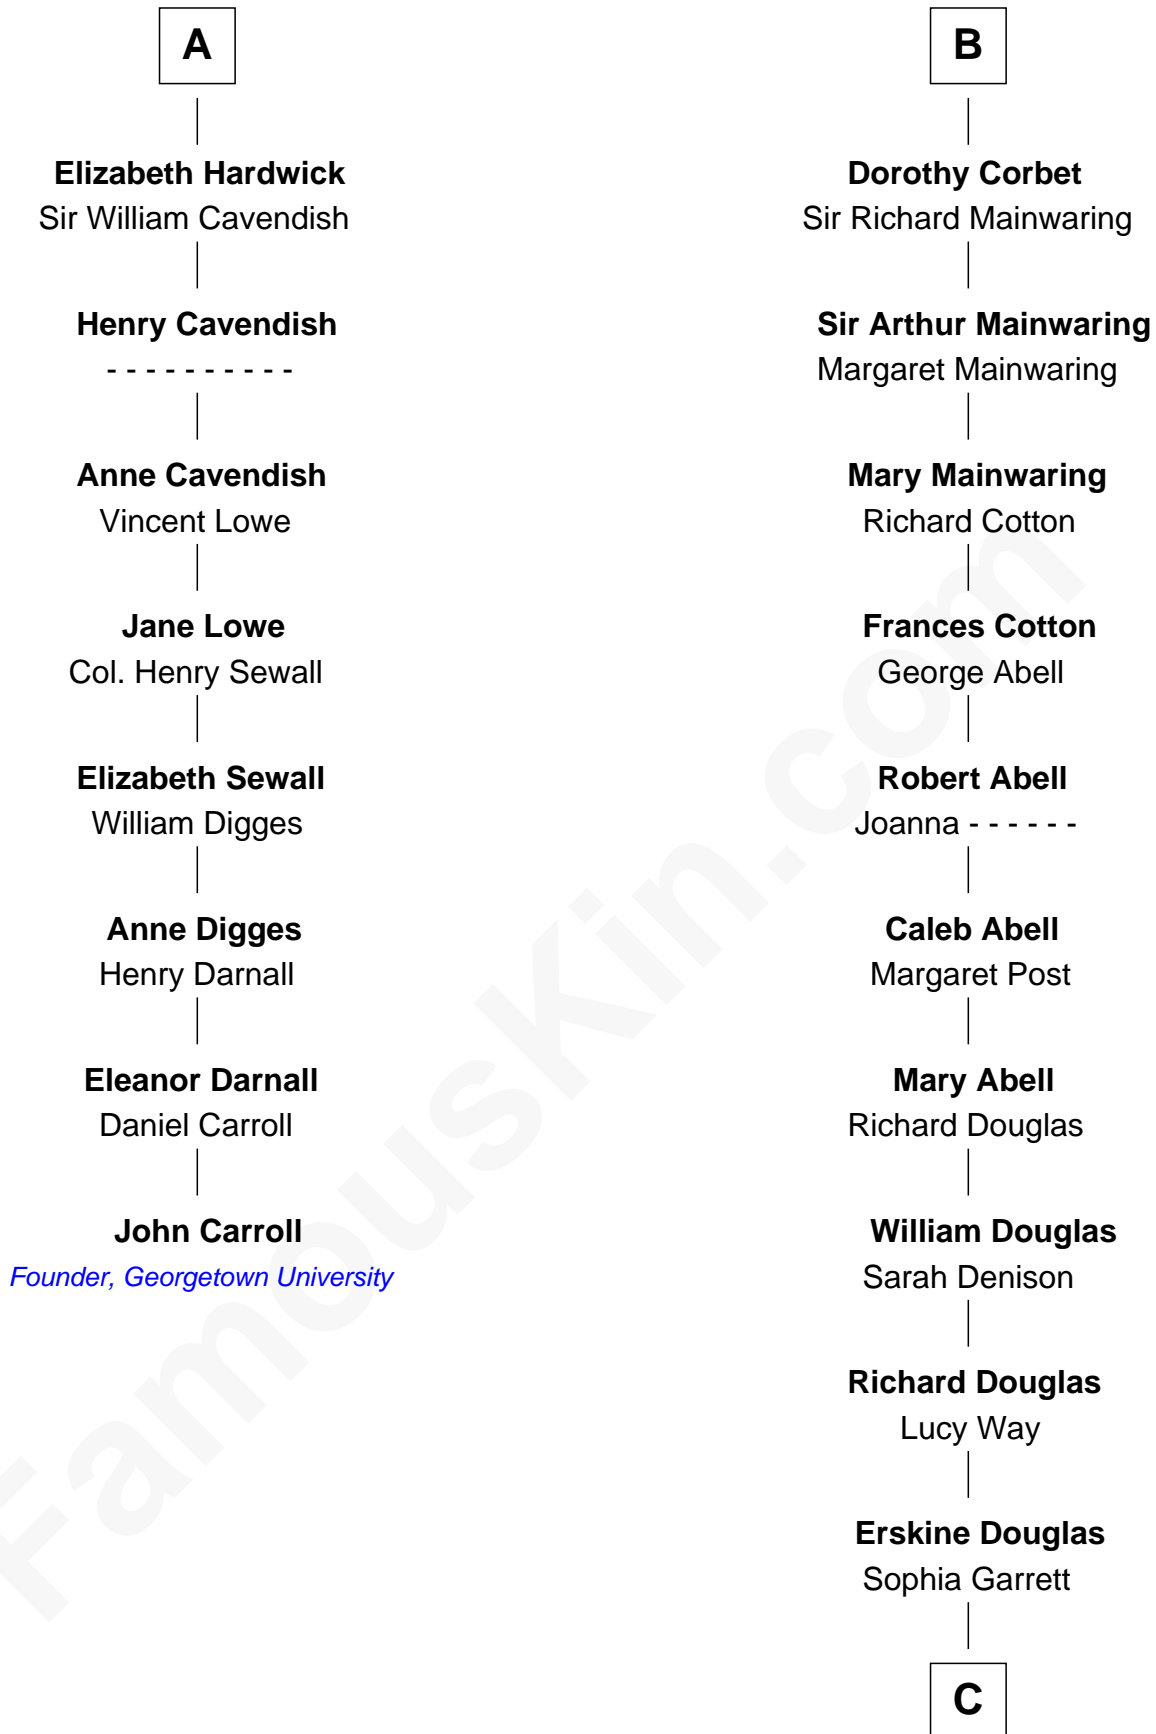 A
Elizabeth Hardwick
Sir William Cavendish
Henry Cavendish
- - - - - - - - - -
Anne Cavendish
Vincent Lowe
Jane Lowe
Col. Henry Sewall
Elizabeth Sewall
William Digges
Anne Digges
Henry Darnall
Eleanor Darnall
Daniel Carroll
John Carroll
Founder, Georgetown University
B
Dorothy Corbet
Sir Richard Mainwaring
Sir Arthur Mainwaring
Margaret Mainwaring
Mary Mainwaring
Richard Cotton
Frances Cotton
George Abell
Robert Abell
Joanna - - - - - -
Caleb Abell
Margaret Post
Mary Abell
Richard Douglas
William Douglas
Sarah Denison
Richard Douglas
Lucy Way
Erskine Douglas
Sophia Garrett
C
FamousKin.com